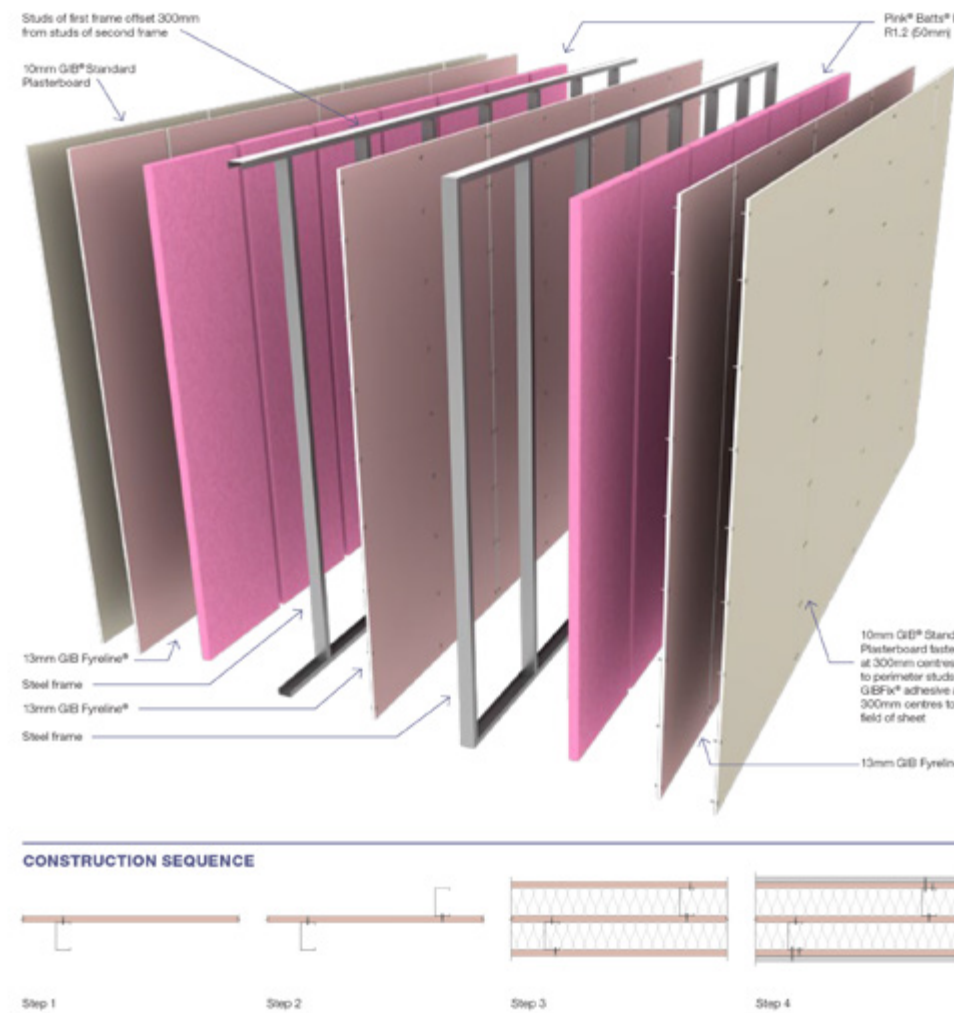 Studs of first frame offset 300mm
from studs of second frame
Pink® Batts®
R1.2 (50mm)
10mm GIB® Standard
Plasterboard
13mm GIB Fyreline®
Steel frame
13mm GIB Fyreline®
Steel frame
10mm GIB® Stand
Plasterboard faste
at 300mm centres
to perimeter studs
GIBFix® adhesive
300mm centres to
field of sheet
13mm GIB Fyrelin
CONSTRUCTION SEQUENCE
Step 1
Step 2
Step 3
Step 4